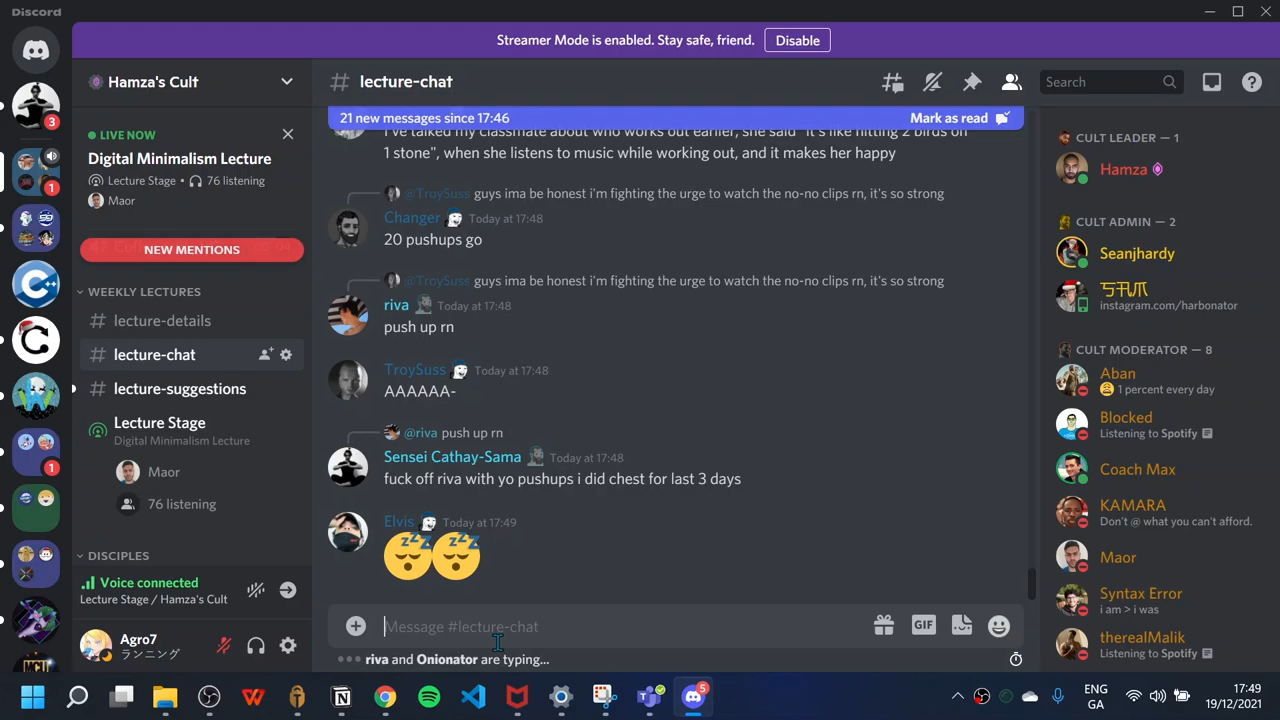 Discord
Streamer Mode is enabled. Stay safe, friend.
Disable
Hamza's Cult
lecture-chat
Search
21 new messages since 17:46
Mark as read
LIVE NOW
Digital Minimalism Lecture
Lecture Stage • 76 listening
Maor
NEW MENTIONS
WEEKLY LECTURES
lecture-details
lecture-chat
lecture-suggestions
Lecture Stage
Digital Minimalism Lecture
Maor
76 listening
DISCIPLES
Voice connected
Lecture Stage / Hamza's Cult
Agro7
ランニング
I've talked my classmate about who works out earlier, she said "It's like hitting 2 birds on
1 stone", when she listens to music while working out, and it makes her happy
@TroySuss guys ima be honest i'm fighting the urge to watch the no-no clips rn, it's so strong
Changer Today at 17:48
20 pushups go
@TroySuss guys ima be honest i'm fighting the urge to watch the no-no clips rn, it's so strong
riva Today at 17:48
push up rn
TroySuss Today at 17:48
AAAAAA-
@riva push up rn
Sensei Cathay-Sama Today at 17:48
fuck off riva with yo pushups i did chest for last 3 days
Elvis Today at 17:49
Message #lecture-chat
GIF
riva and Onionator are typing...
CULT LEADER — 1
Hamza
CULT ADMIN — 2
Seanjhardy
instagram.com/harbonator
CULT MODERATOR — 8
Aban
1 percent every day
Blocked
Listening to Spotify
Coach Max
KAMARA
Don't @ what you can't afford.
Maor
Syntax Error
i am > i was
therealMalik
Listening to Spotify
3
1
1
MCU
5
ENG
GA
17:49
19/12/2021